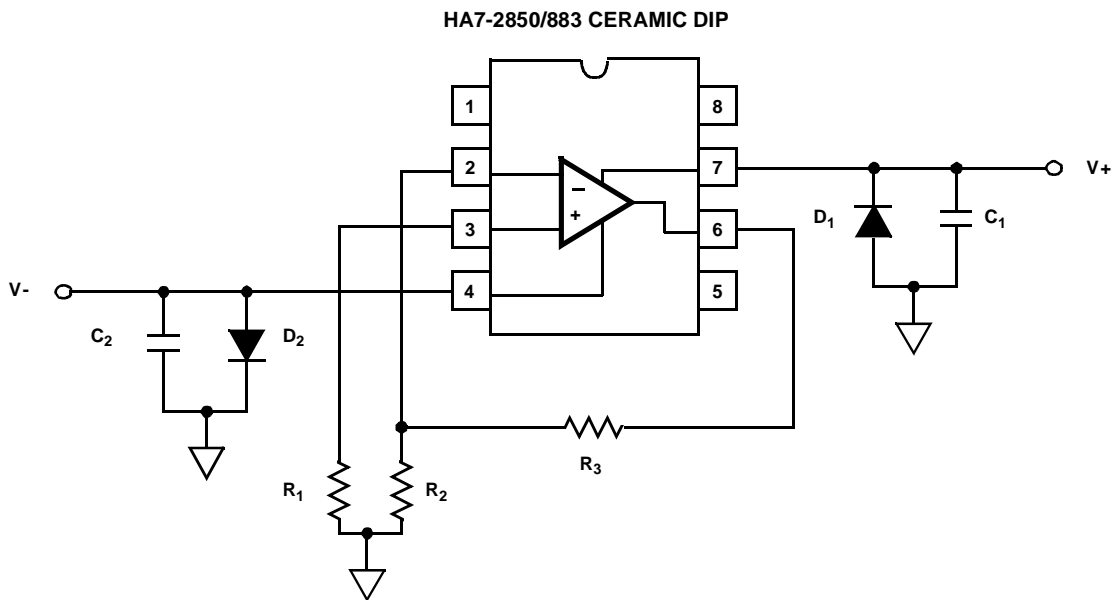 HA7-2850/883 CERAMIC DIP
1
8
2
7
V+
−
D1
C1
+
3
6
V-
4
5
C2
D2
R3
R1
R2